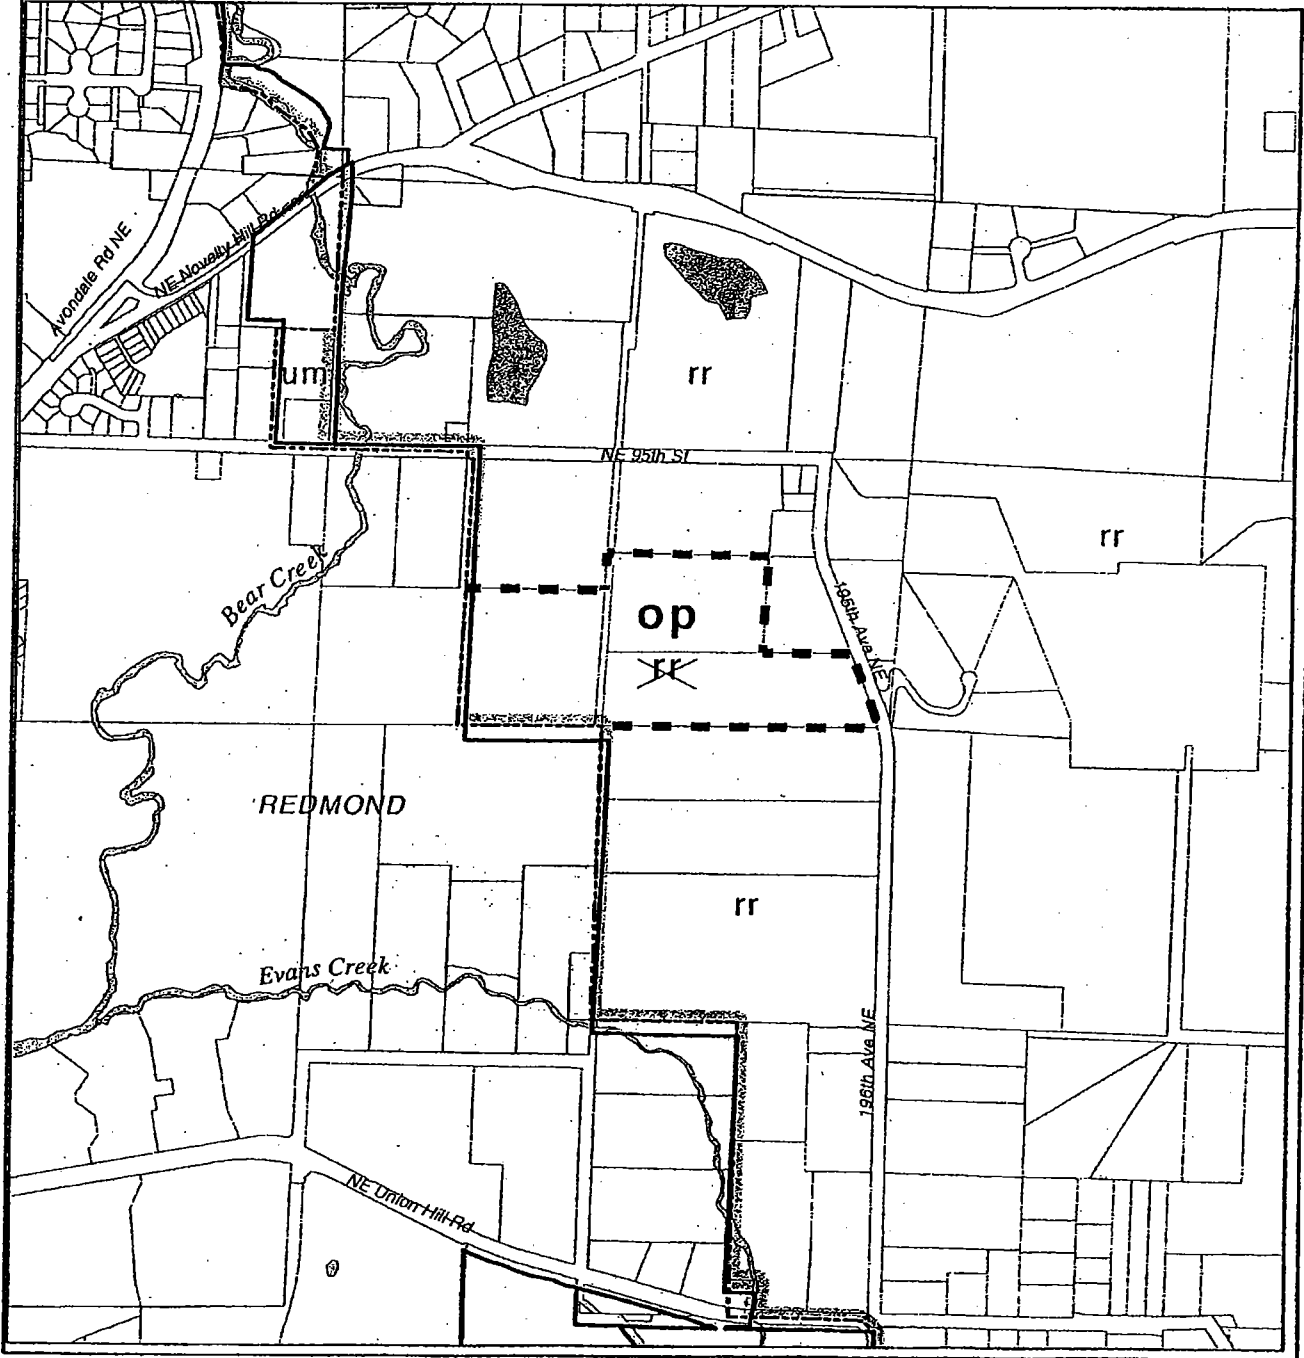 Avondale Rd NE
NE Novelty Hill Rd
um
rr
NE 95th St
rr
Bear Creek
op
rr
196th Ave NE
REDMOND
rr
Evans Creek
196th Ave NE
NE Union Hill Rd